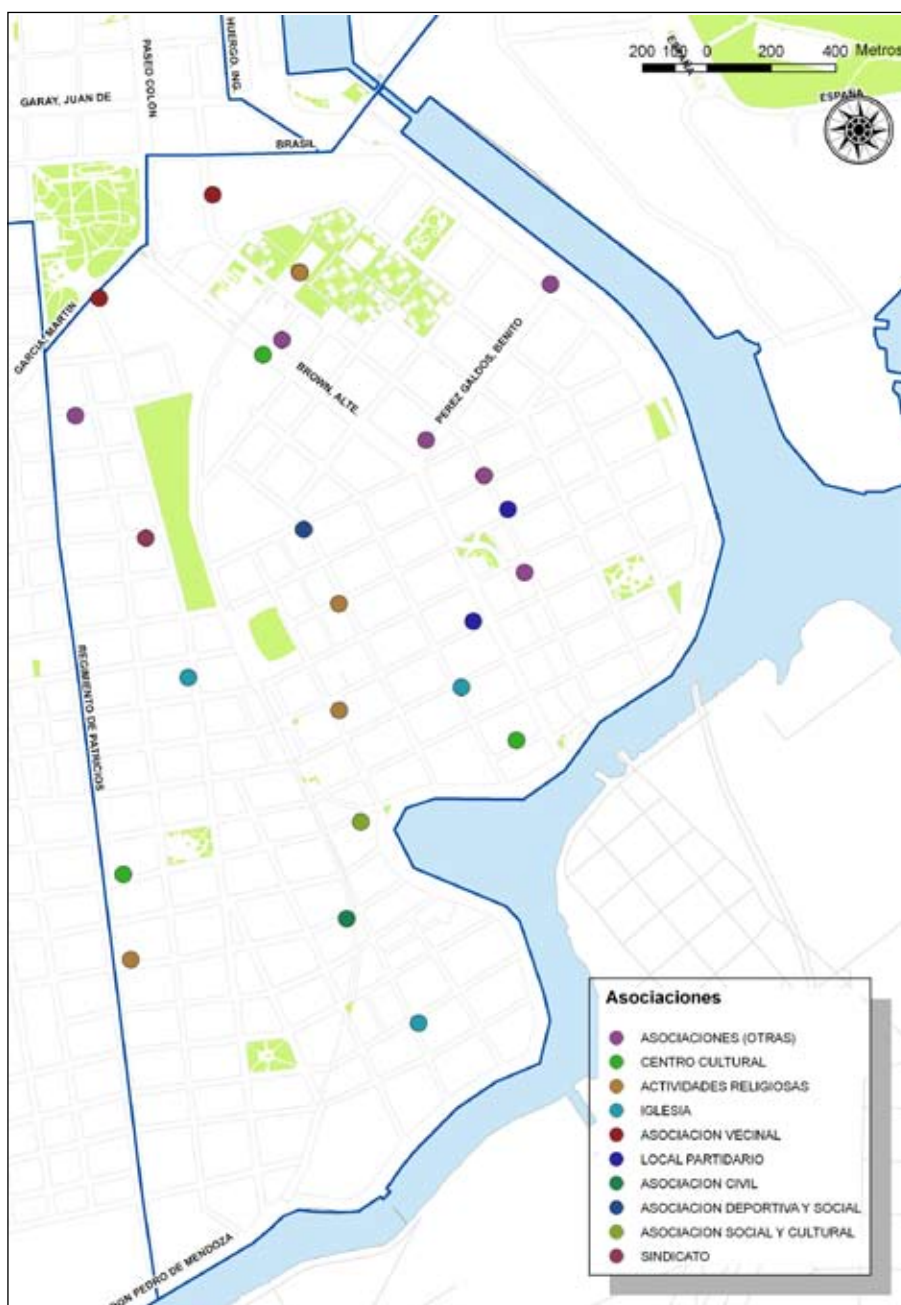 HUERGO, ING.
PASEO COLON
GARAY, JUAN DE
BRASIL
ESPAÑA
200 100 0 200 400 Metros
ESPAÑA
GARCIA, MARTIN
BROWN, ALTE.
PEREZ GALDOS, BENITO
REGIMIENTO DE PATRICIOS
DON PEDRO DE MENDOZA
Asociaciones
ASOCIACIONES (OTRAS)
CENTRO CULTURAL
ACTIVIDADES RELIGIOSAS
IGLESIA
ASOCIACION VECINAL
LOCAL PARTIDARIO
ASOCIACION CIVIL
ASOCIACION DEPORTIVA Y SOCIAL
ASOCIACION SOCIAL Y CULTURAL
SINDICATO